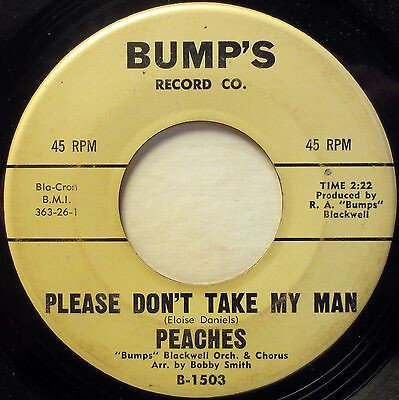 BUMP'S
RECORD CO.
45 RPM
45 RPM
Bla-Cron
B.M.I.
363-26-1
TIME 2:22
Produced by
R. A. "Bumps"
Blackwell
PLEASE DON'T TAKE MY MAN
(Eloise Daniels)
PEACHES
"Bumps" Blackwell Orch. & Chorus
Arr. by Bobby Smith
B-1503